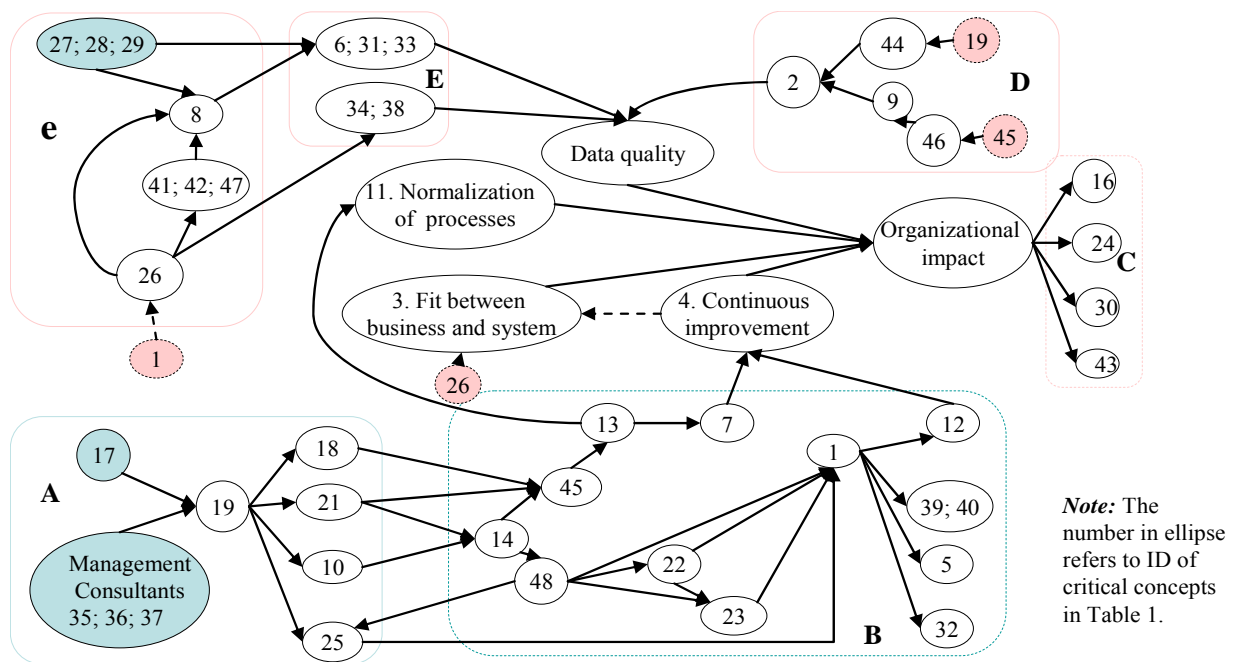 27; 28; 29
6; 31; 33
44
19
E
2
D
e
8
34; 38
9
46
45
Data quality
41; 42; 47
16
11. Normalization
of processes
Organizational
impact
24
C
26
3. Fit between
business and system
4. Continuous
improvement
30
1
43
26
13
7
12
17
18
1
A
19
21
45
39; 40
Note: The
number in ellipse
refers to ID of
critical concepts
in Table 1.
14
Management
Consultants
35; 36; 37
10
48
22
5
23
25
B
32